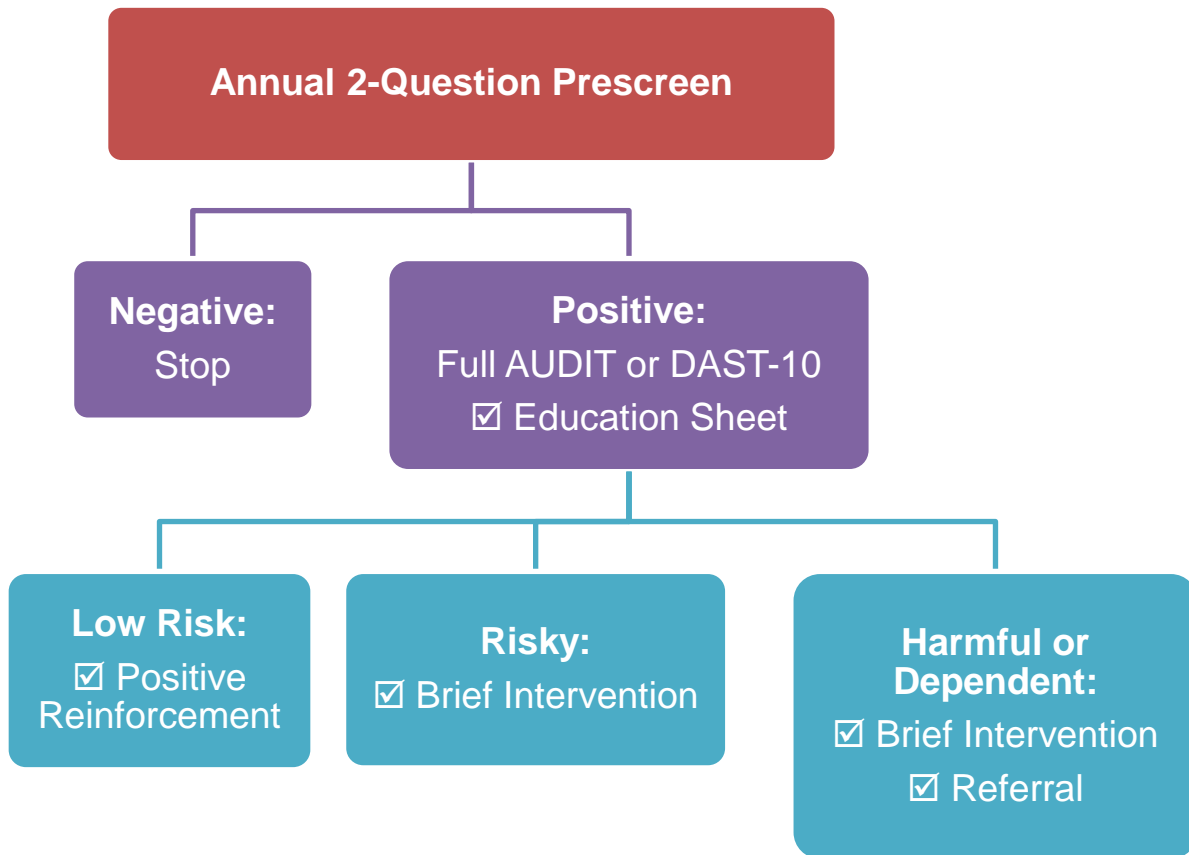 Annual 2-Question Prescreen
Negative:
Stop
Positive:
Full AUDIT or DAST-10
☑ Education Sheet
Low Risk:
☑ Positive
Reinforcement
Risky:
☑ Brief Intervention
Harmful or
Dependent:
☑ Brief Intervention
☑ Referral